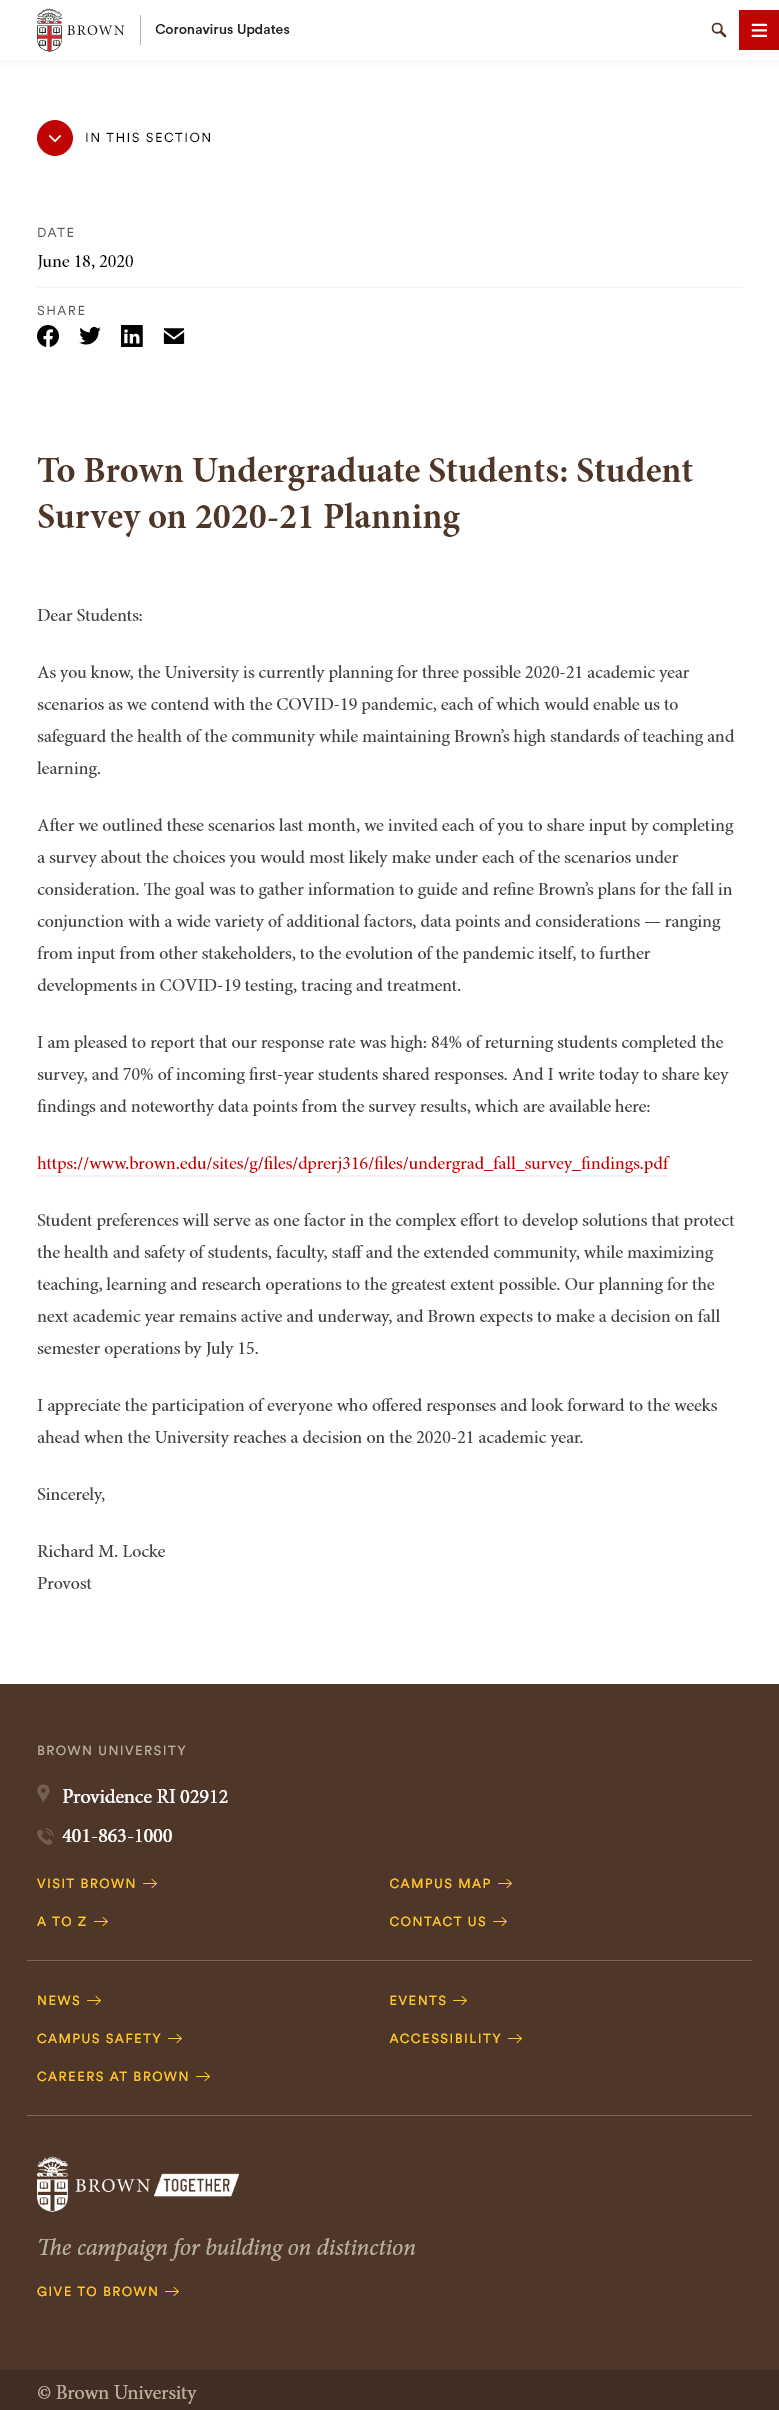 BROWN
Coronavirus Updates
IN THIS SECTION
DATE
June 18, 2020
SHARE
To Brown Undergraduate Students: Student
Survey on 2020-21 Planning
Dear Students:
As you know, the University is currently planning for three possible 2020-21 academic year
scenarios as we contend with the COVID-19 pandemic, each of which would enable us to
safeguard the health of the community while maintaining Brown’s high standards of teaching and
learning.
After we outlined these scenarios last month, we invited each of you to share input by completing
a survey about the choices you would most likely make under each of the scenarios under
consideration. The goal was to gather information to guide and refine Brown’s plans for the fall in
conjunction with a wide variety of additional factors, data points and considerations — ranging
from input from other stakeholders, to the evolution of the pandemic itself, to further
developments in COVID-19 testing, tracing and treatment.
I am pleased to report that our response rate was high: 84% of returning students completed the
survey, and 70% of incoming first-year students shared responses. And I write today to share key
findings and noteworthy data points from the survey results, which are available here:
https://www.brown.edu/sites/g/files/dprerj316/files/undergrad_fall_survey_findings.pdf
Student preferences will serve as one factor in the complex effort to develop solutions that protect
the health and safety of students, faculty, staff and the extended community, while maximizing
teaching, learning and research operations to the greatest extent possible. Our planning for the
next academic year remains active and underway, and Brown expects to make a decision on fall
semester operations by July 15.
I appreciate the participation of everyone who offered responses and look forward to the weeks
ahead when the University reaches a decision on the 2020-21 academic year.
Sincerely,
Richard M. Locke
Provost
BROWN UNIVERSITY
Providence RI 02912
401-863-1000
VISIT BROWN →
CAMPUS MAP →
A TO Z →
CONTACT US →
NEWS →
EVENTS →
CAMPUS SAFETY →
ACCESSIBILITY →
CAREERS AT BROWN →
BROWN TOGETHER
The campaign for building on distinction
GIVE TO BROWN →
© Brown University